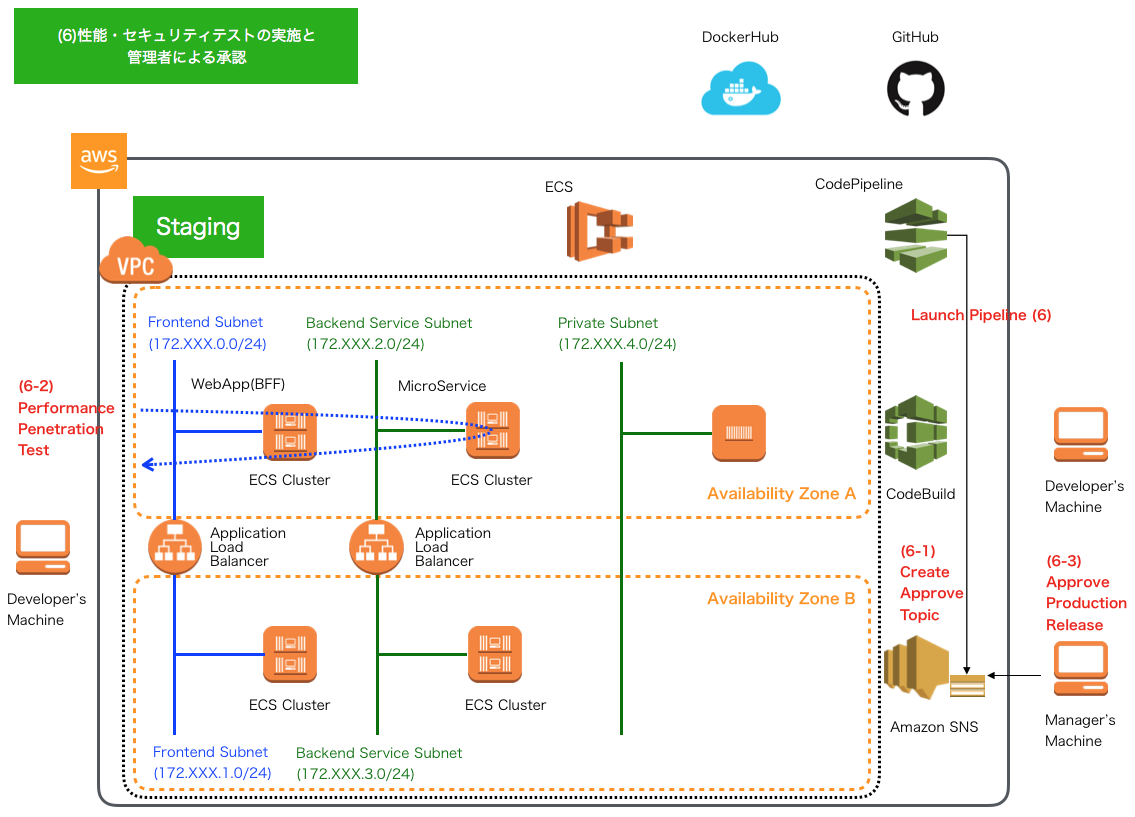 (6)性能・セキュリティテストの実施と
管理者による承認
DockerHub
GitHub
aws
Staging
VPC
ECS
CodePipeline
Launch Pipeline (6)
Frontend Subnet
(172.XXX.0.0/24)
Backend Service Subnet
(172.XXX.2.0/24)
Private Subnet
(172.XXX.4.0/24)
(6-2)
Performance
Penetration
Test
WebApp(BFF)
MicroService
ECS Cluster
ECS Cluster
Availability Zone A
CodeBuild
Developer's
Machine
Application
Load
Balancer
Application
Load
Balancer
Developer's
Machine
(6-1)
Create
Approve
Topic
(6-3)
Approve
Production
Release
Availability Zone B
ECS Cluster
ECS Cluster
Amazon SNS
Manager's
Machine
Frontend Subnet
(172.XXX.1.0/24)
Backend Service Subnet
(172.XXX.3.0/24)